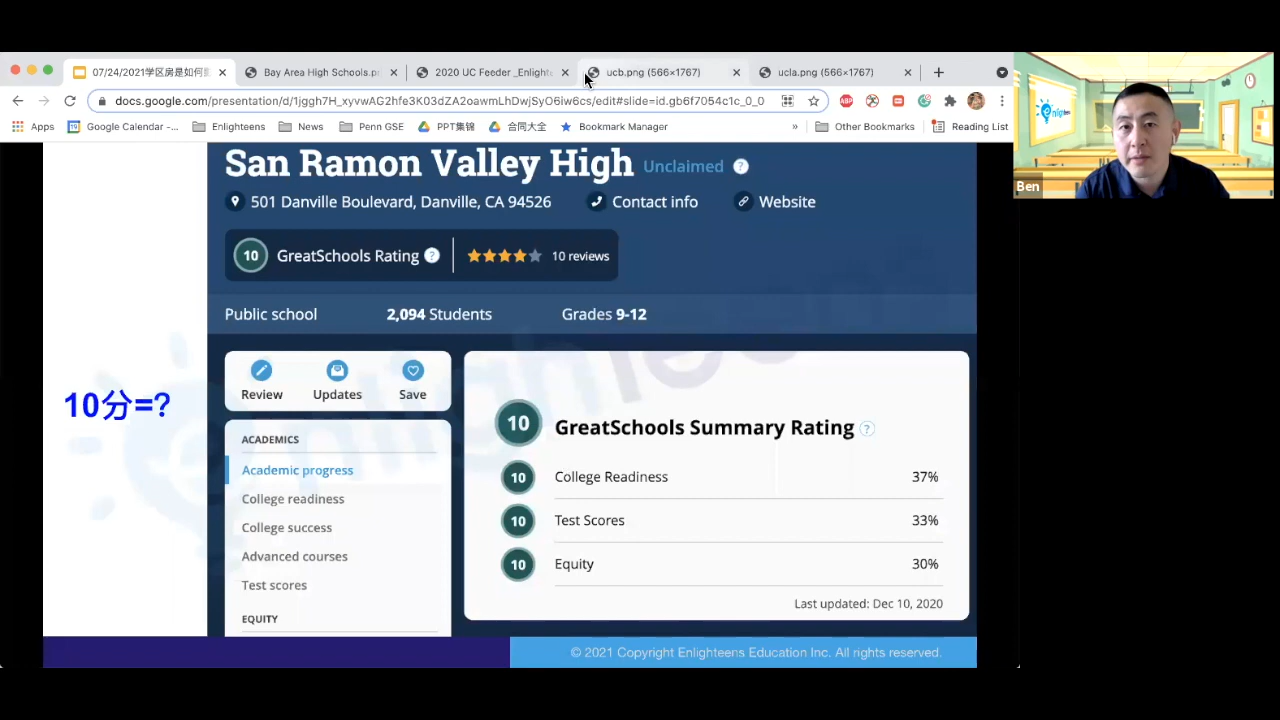 07/24/2021学区房是如何
Bay Area High Schools.p
2020 UC Feeder _Enlight
ucb.png (566×1767)
ucla.png (566×1767)
docs.google.com/presentation/d/1jggh7H_xyvwAG2hfe3K03dZA2oawmLhDwjSyO6iw6cs/edit#slide=id.gb6f7054c1c_0_0
ABP
Apps
Google Calendar -...
Enlighteens
News
Penn GSE
PPT集锦
合同大全
Bookmark Manager
»
Other Bookmarks
Reading List
San Ramon Valley High Unclaimed ?
501 Danville Boulevard, Danville, CA 94526
Contact info
Website
10 GreatSchools Rating ? 10 reviews
Public school 2,094 Students Grades 9-12
Review Updates Save
10分=?
ACADEMICS
Academic progress
College readiness
College success
Advanced courses
Test scores
EQUITY
10 GreatSchools Summary Rating ?
10 College Readiness 37%
10 Test Scores 33%
10 Equity 30%
Last updated: Dec 10, 2020
© 2021 Copyright Enlighteens Education Inc. All rights reserved.
Ben